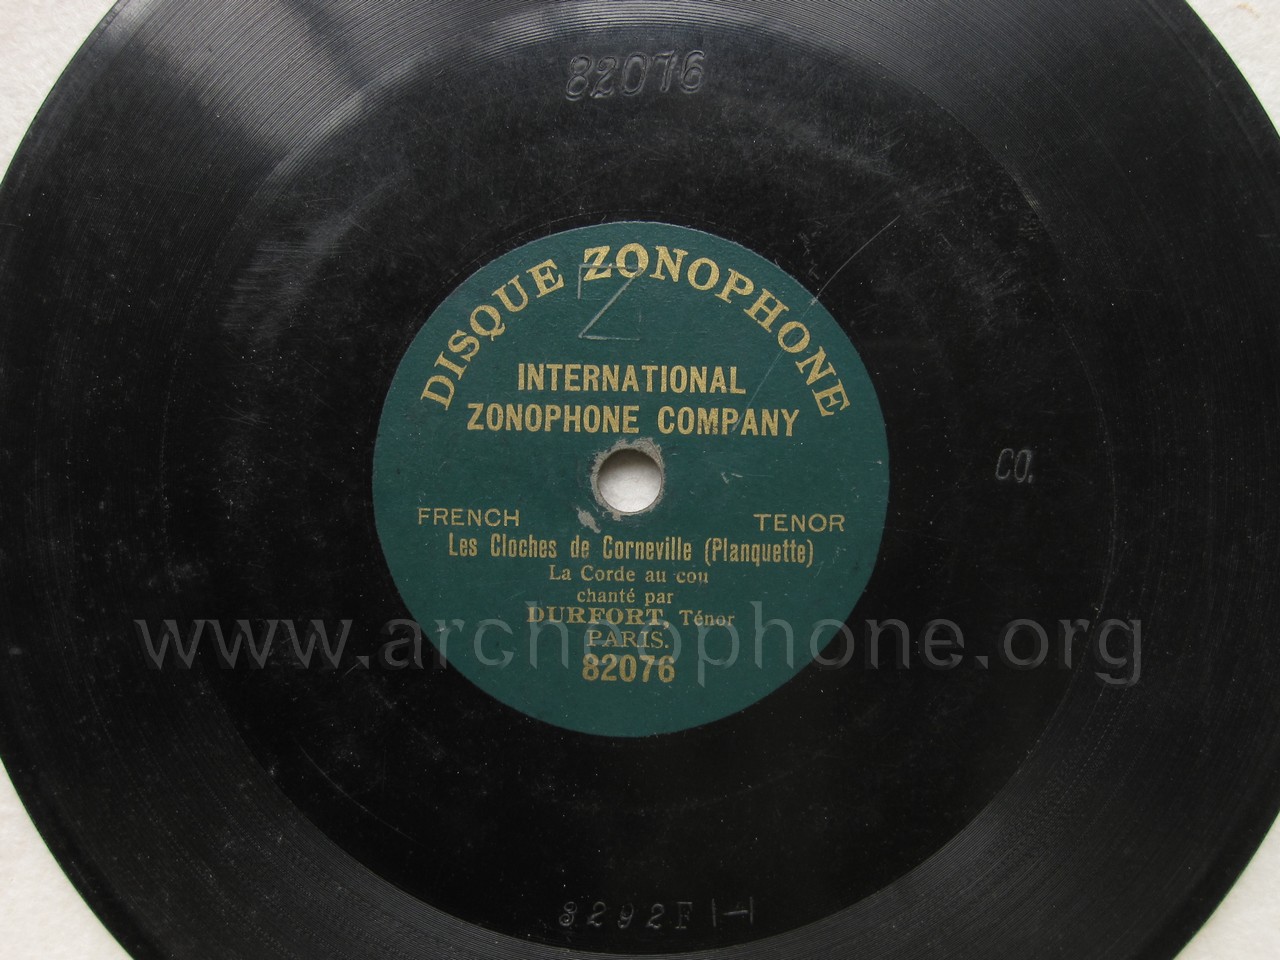 82076
DISQUE ZONOPHONE
Z
INTERNATIONAL
ZONOPHONE COMPANY
CO.
FRENCH TENOR
Les Cloches de Corneville (Planquette)
La Corde au cou
chanté par
DURFORT, Ténor
PARIS.
www.archeophone.org
82076